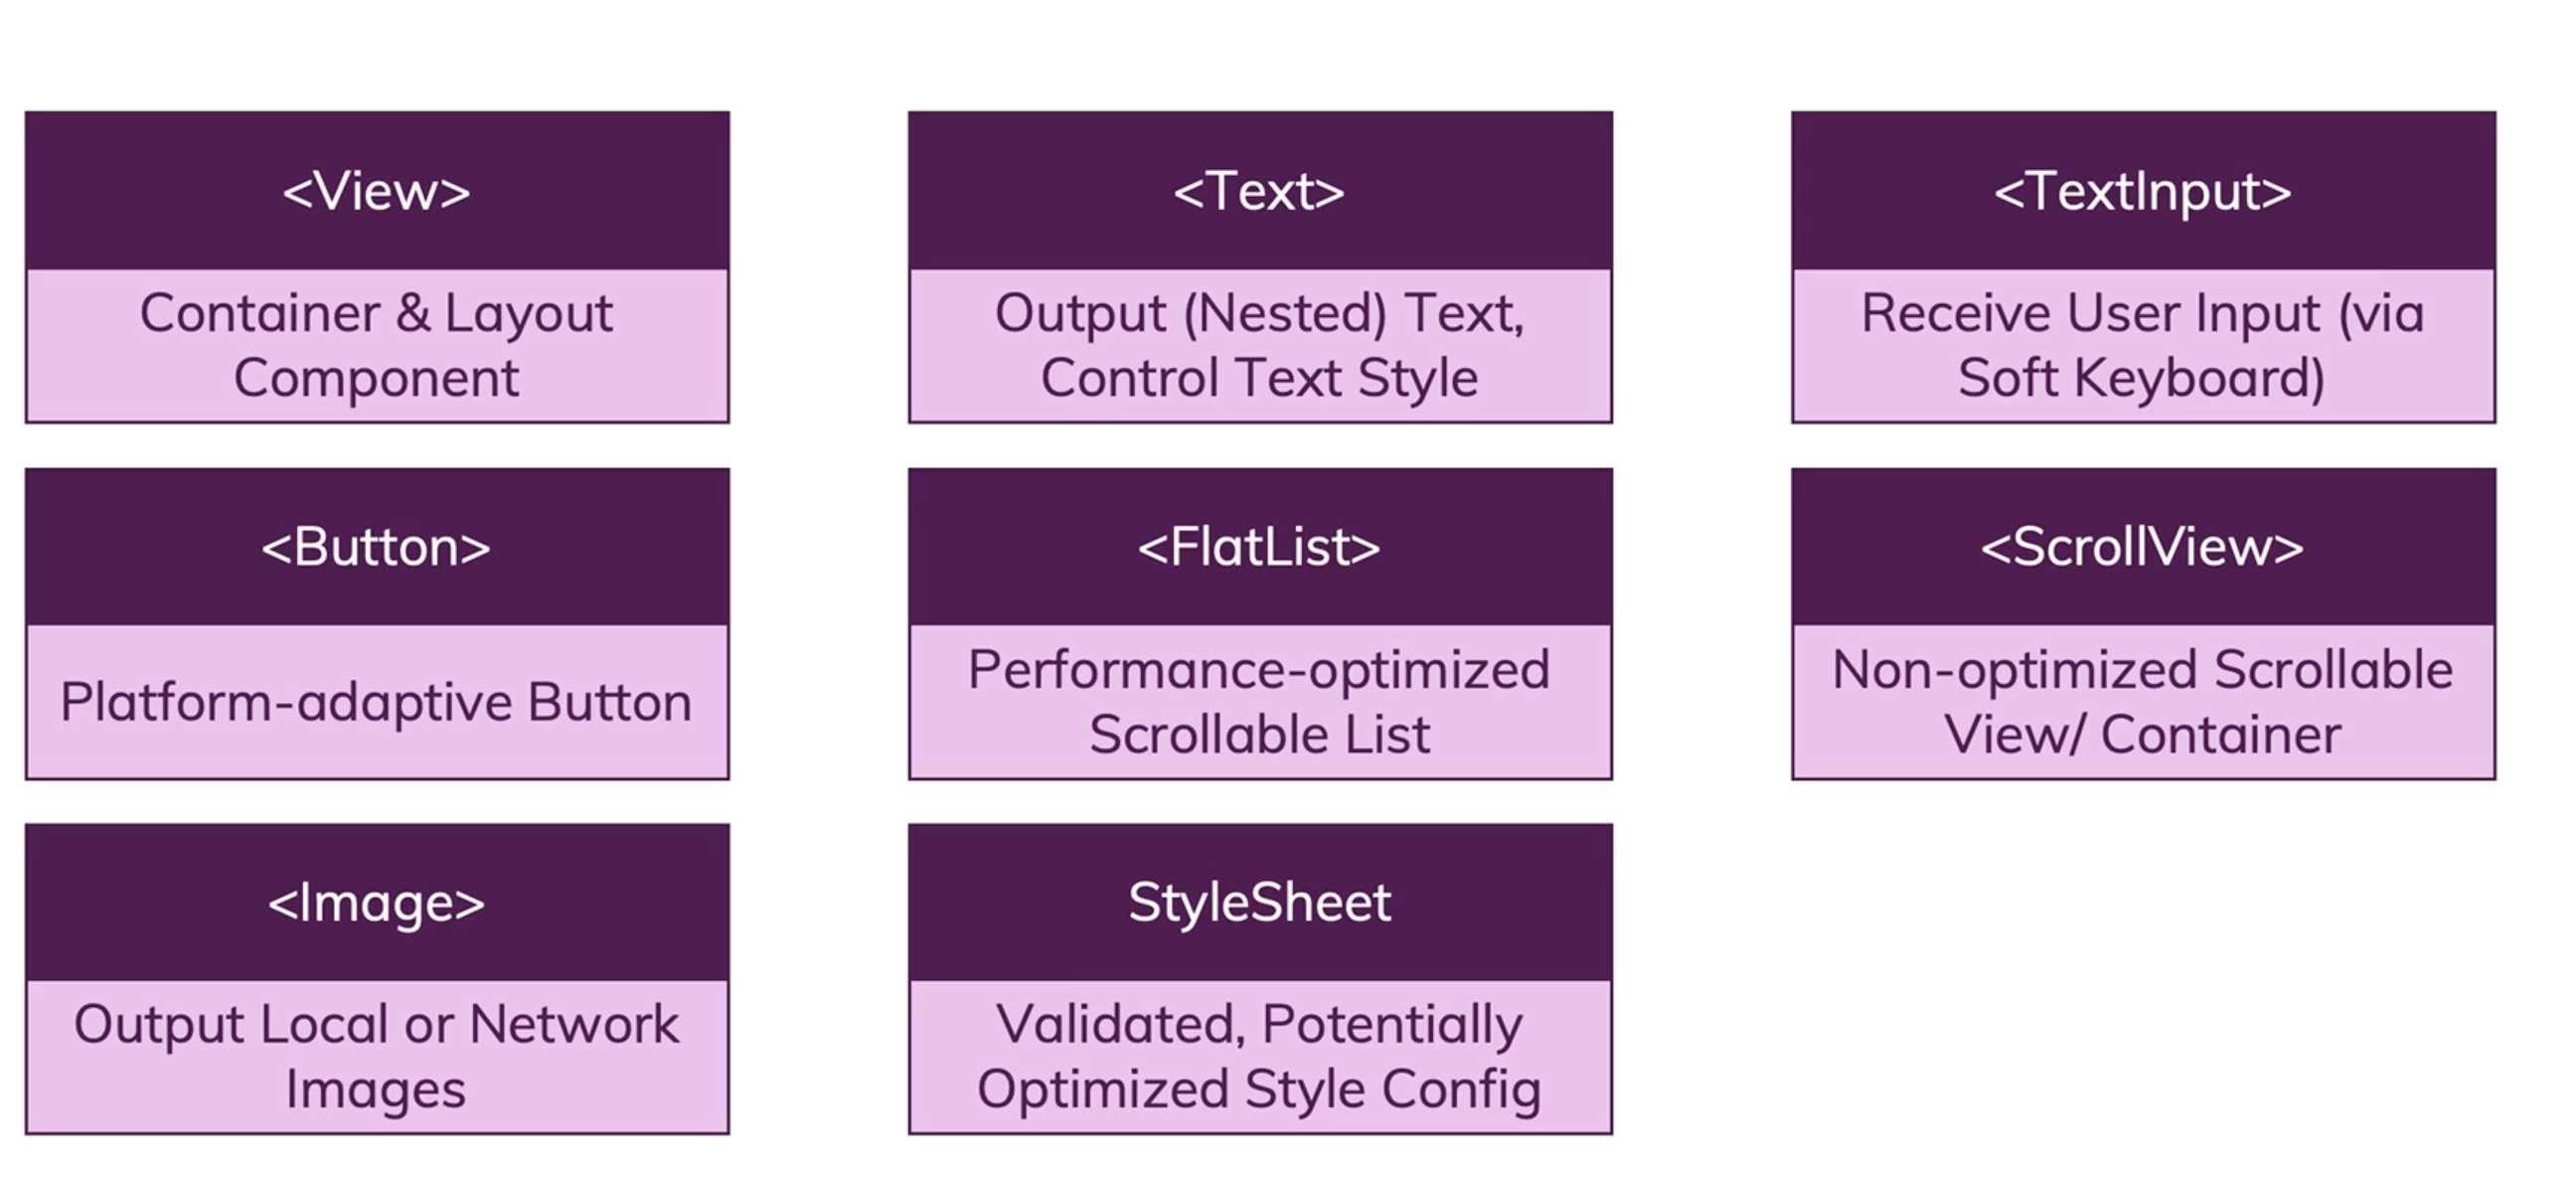 <View>
Container & Layout
Component
<Text>
Output (Nested) Text,
Control Text Style
<TextInput>
Receive User Input (via
Soft Keyboard)
<Button>
Platform-adaptive Button
<FlatList>
Performance-optimized
Scrollable List
<ScrollView>
Non-optimized Scrollable
View/ Container
<Image>
Output Local or Network
Images
StyleSheet
Validated, Potentially
Optimized Style Config